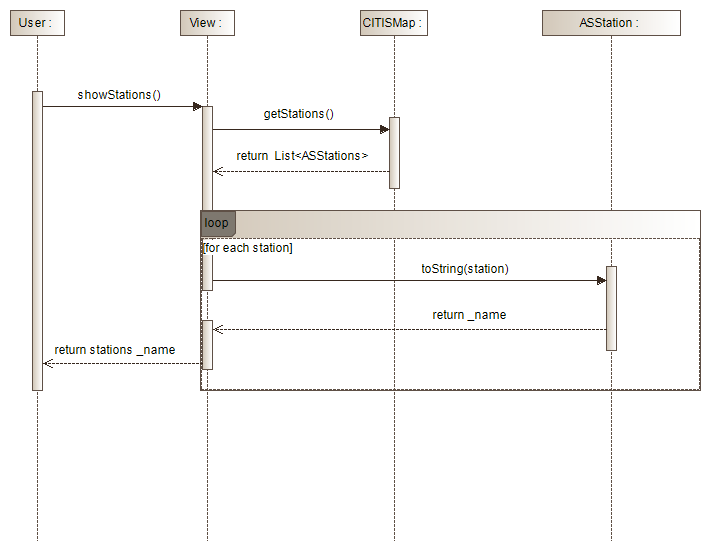 User :
View :
CITISMap :
ASStation :
showStations()
getStations()
return  List<ASStations>
loop
[for each station]
toString(station)
return _name
return stations _name